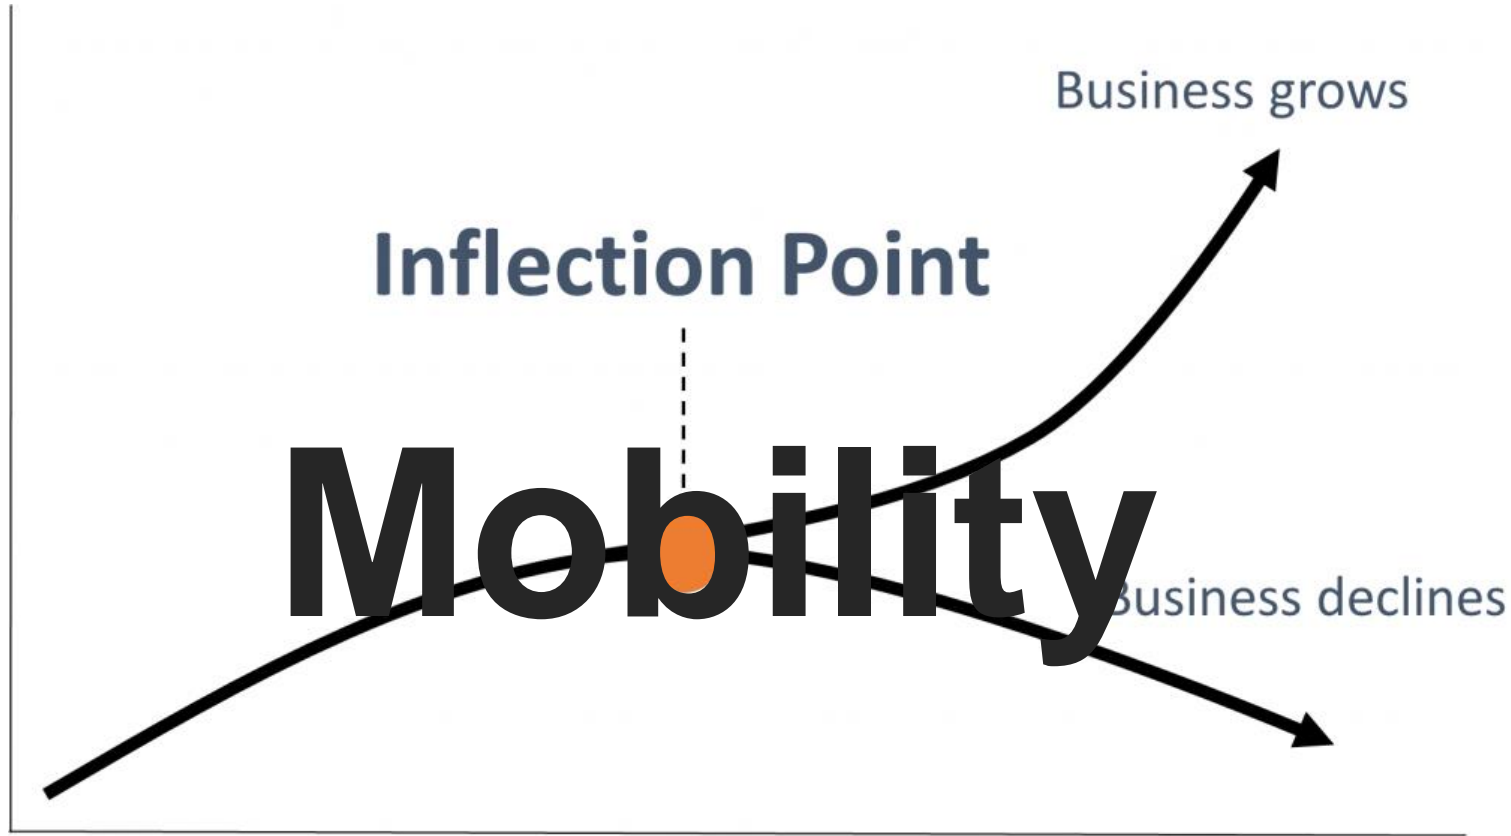 Business grows
Inflection Point
Mobility
Business declines